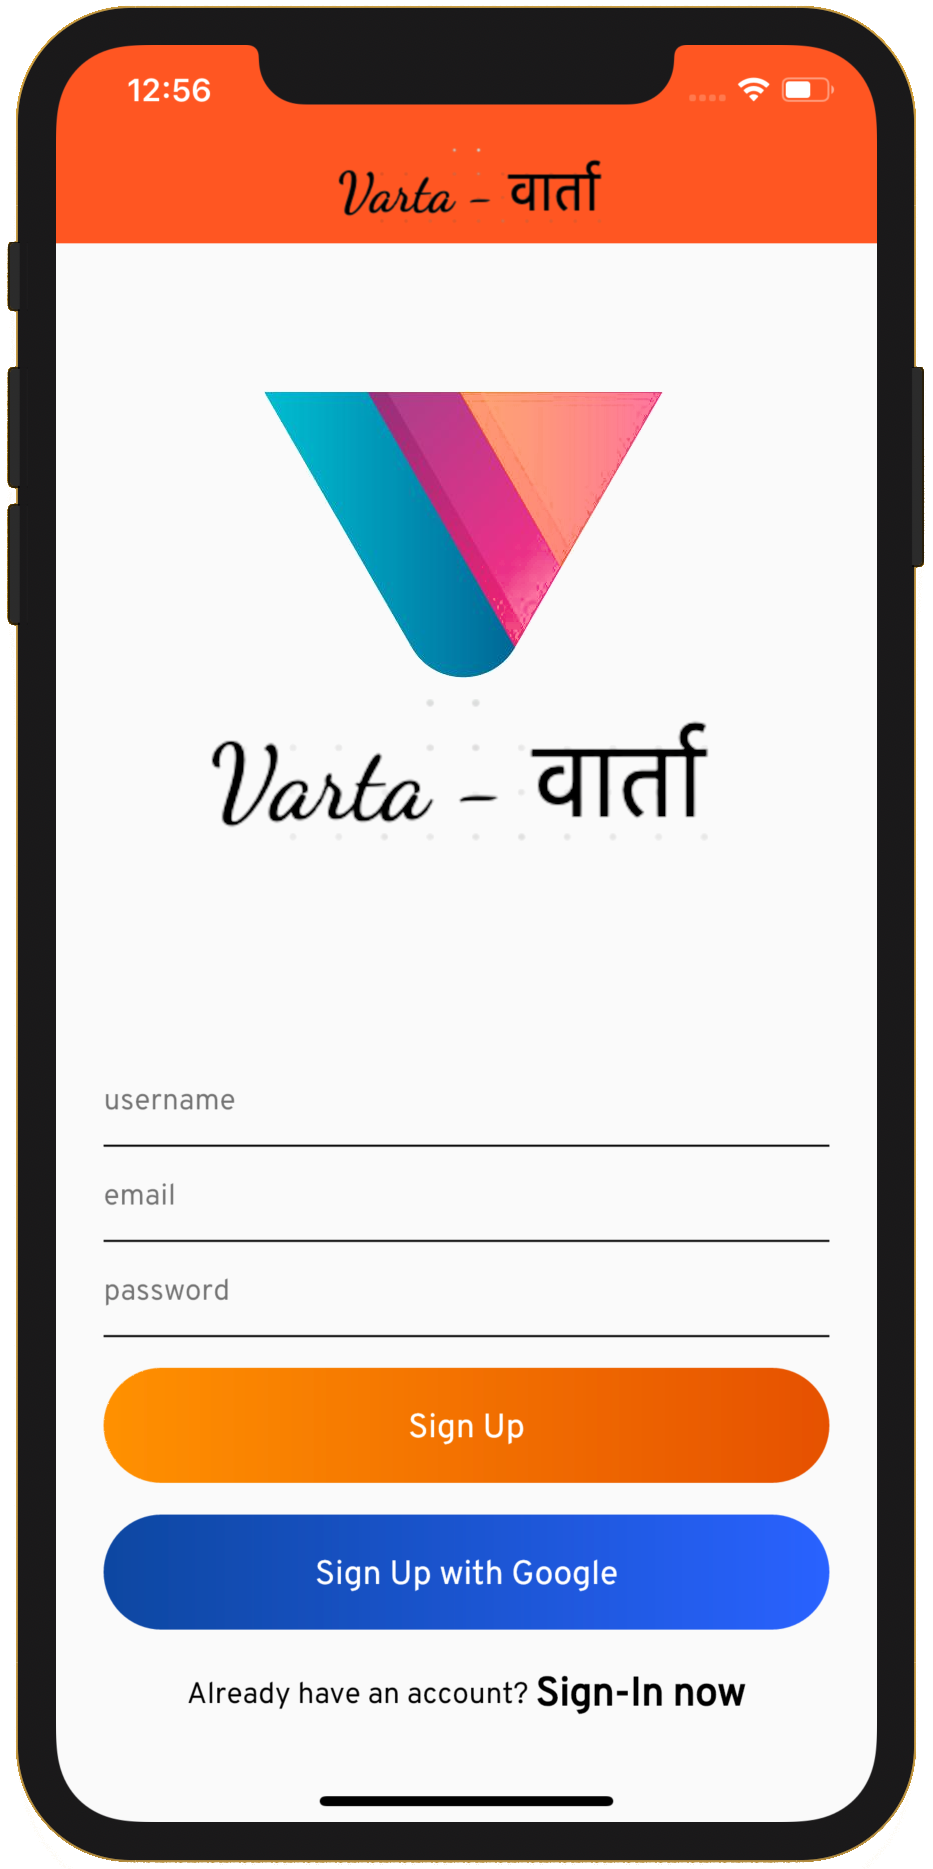 12:56
Varta - वार्ता
Varta - वार्ता
username
email
password
Sign Up
Sign Up with Google
Already have an account? Sign-In now